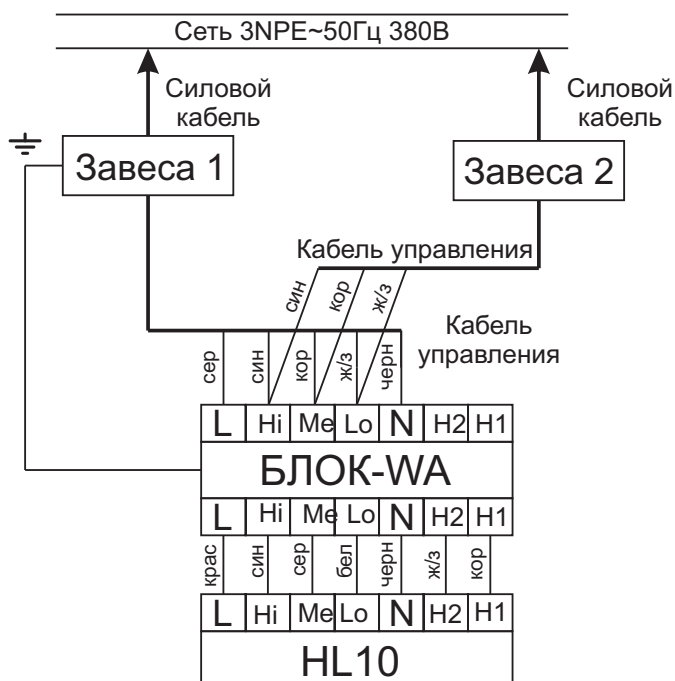 Сеть 3NPE~50Гц 380В
Силовой
кабель
Силовой
кабель
Завеса 1
Завеса 2
Кабель управления
син
кор
ж/з
Кабель
управления
сер
син
кор
ж/з
черн
L Hi Me Lo N H2 H1
БЛОК-WA
L Hi Me Lo N H2 H1
крас
син
сер
бел
черн
ж/з
кор
L Hi Me Lo N H2 H1
HL10